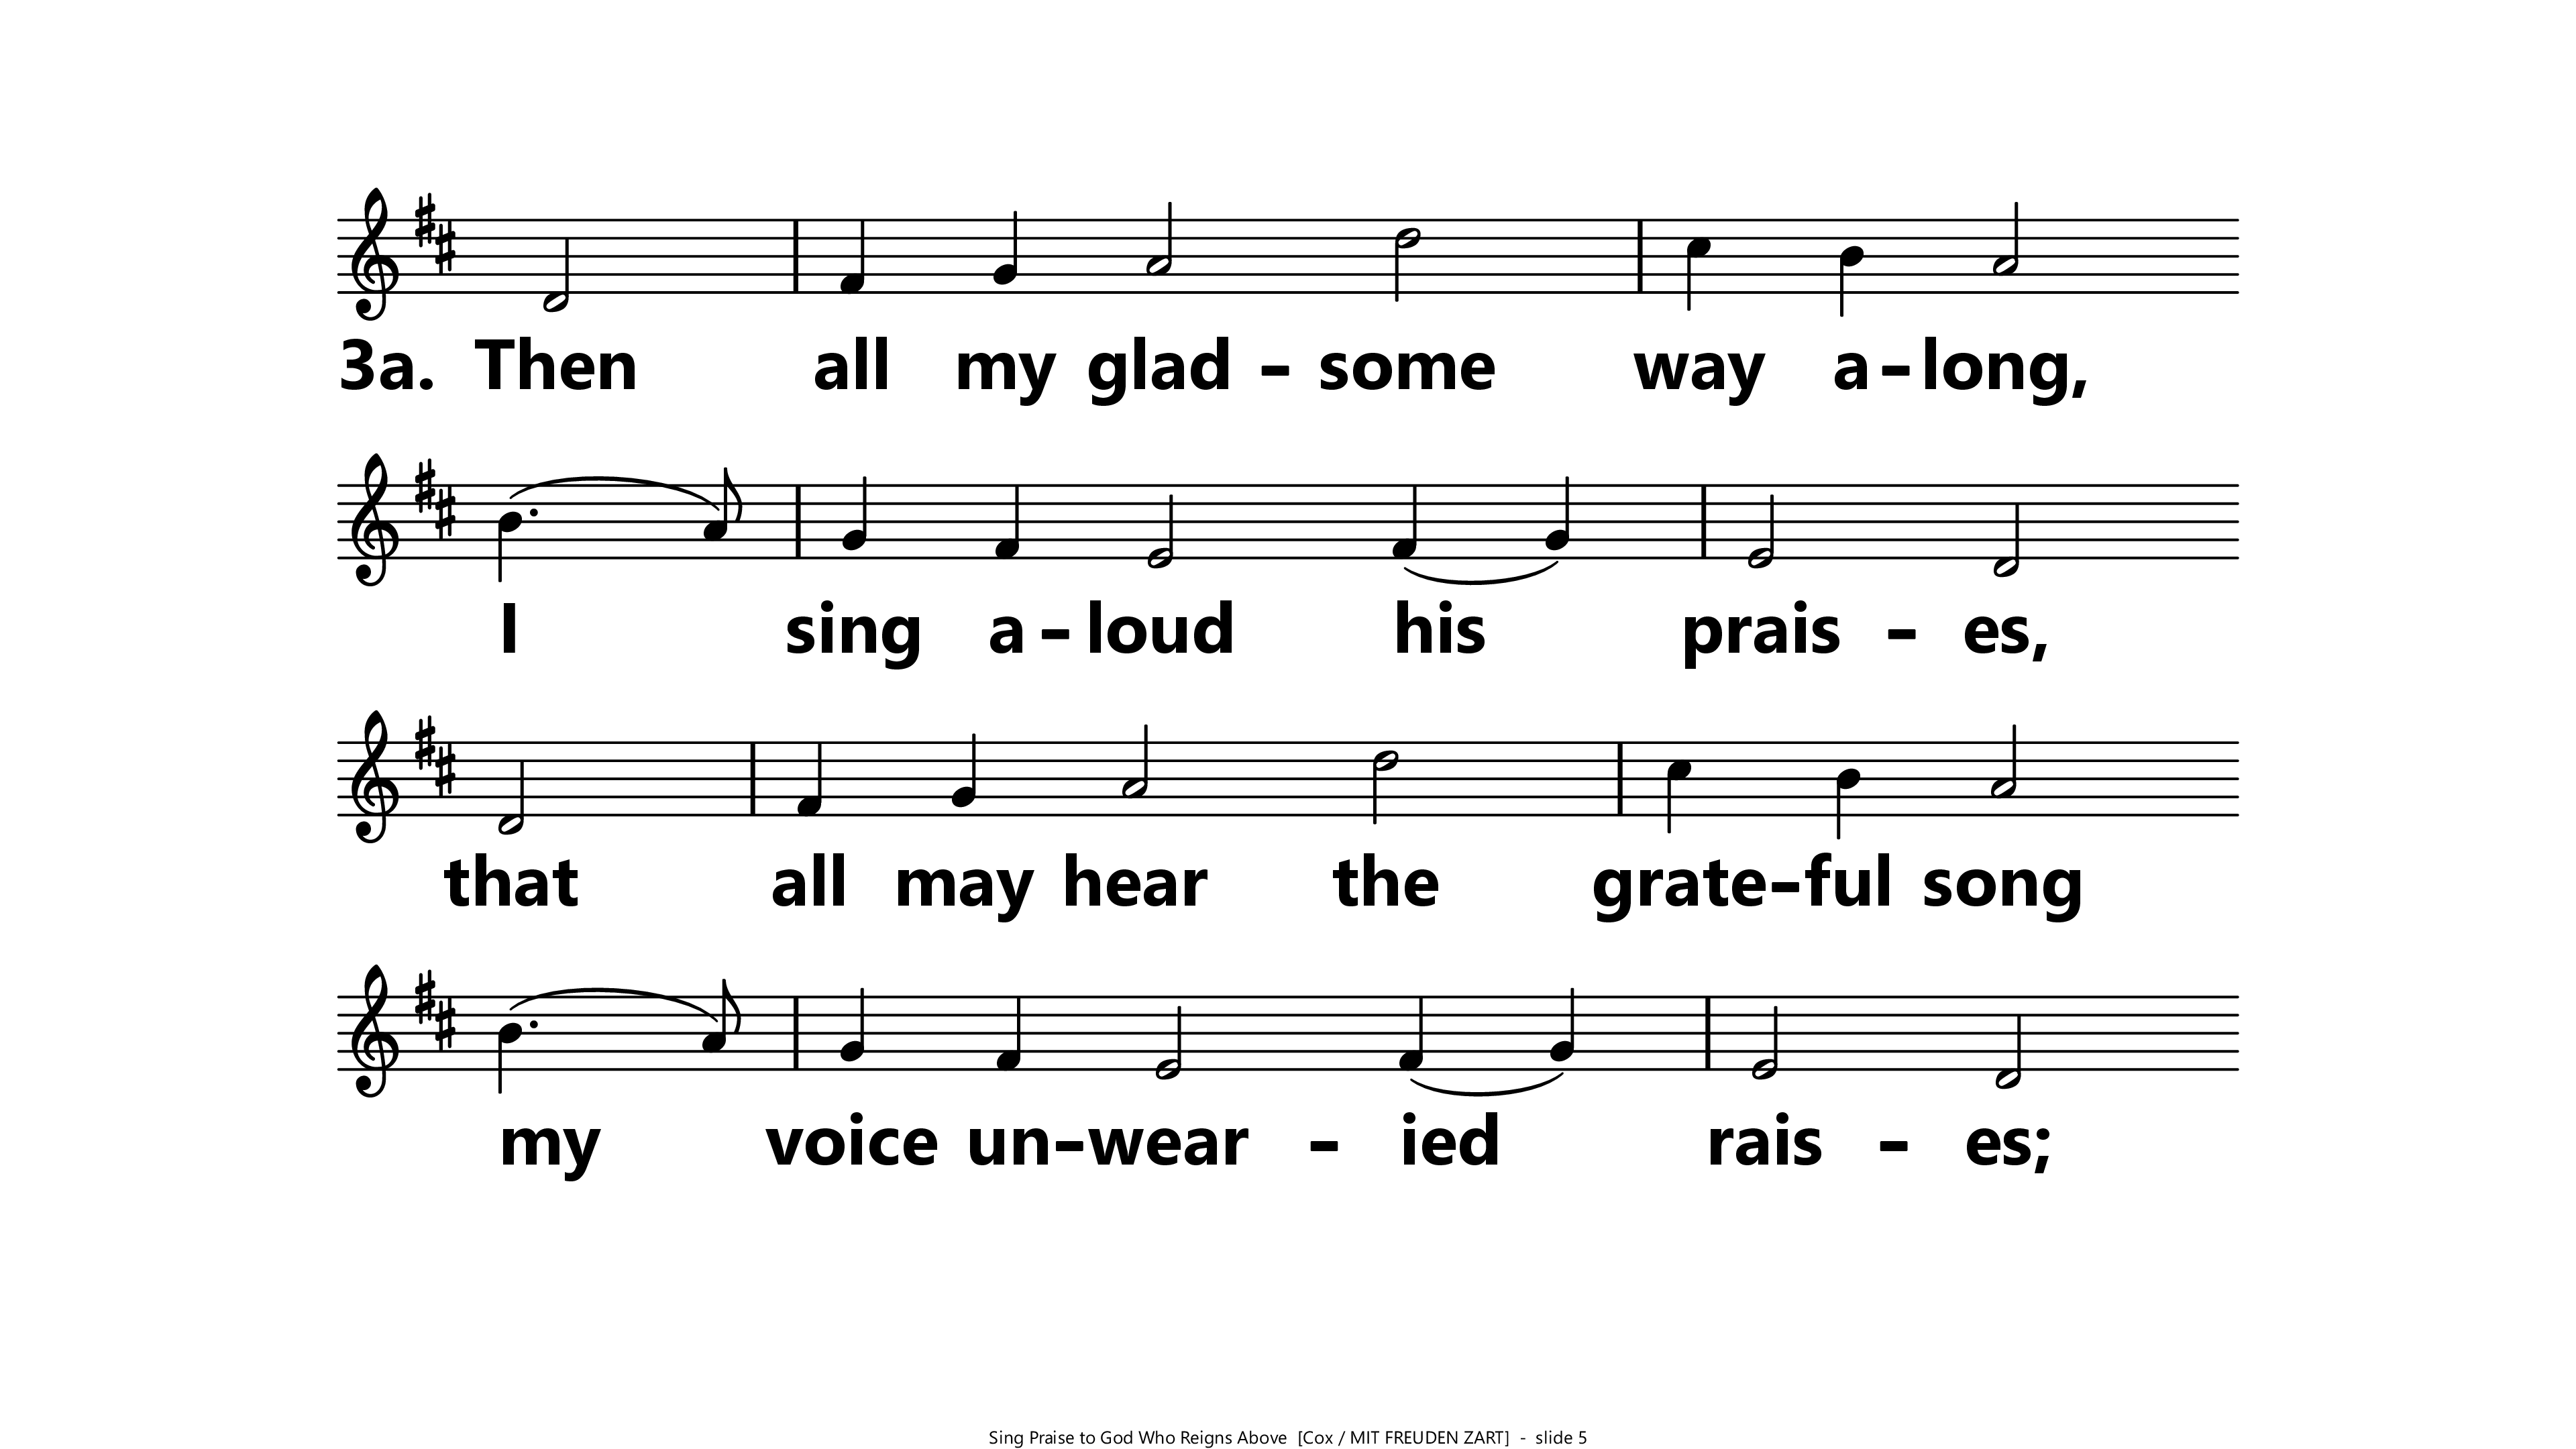 3a. Then all my glad - some way a - long,
I sing a - loud his prais - es,
that all may hear the grate - ful song
my voice un - wear - ied rais - es;
Sing Praise to God Who Reigns Above [Cox / MIT FREUDEN ZART] - slide 5